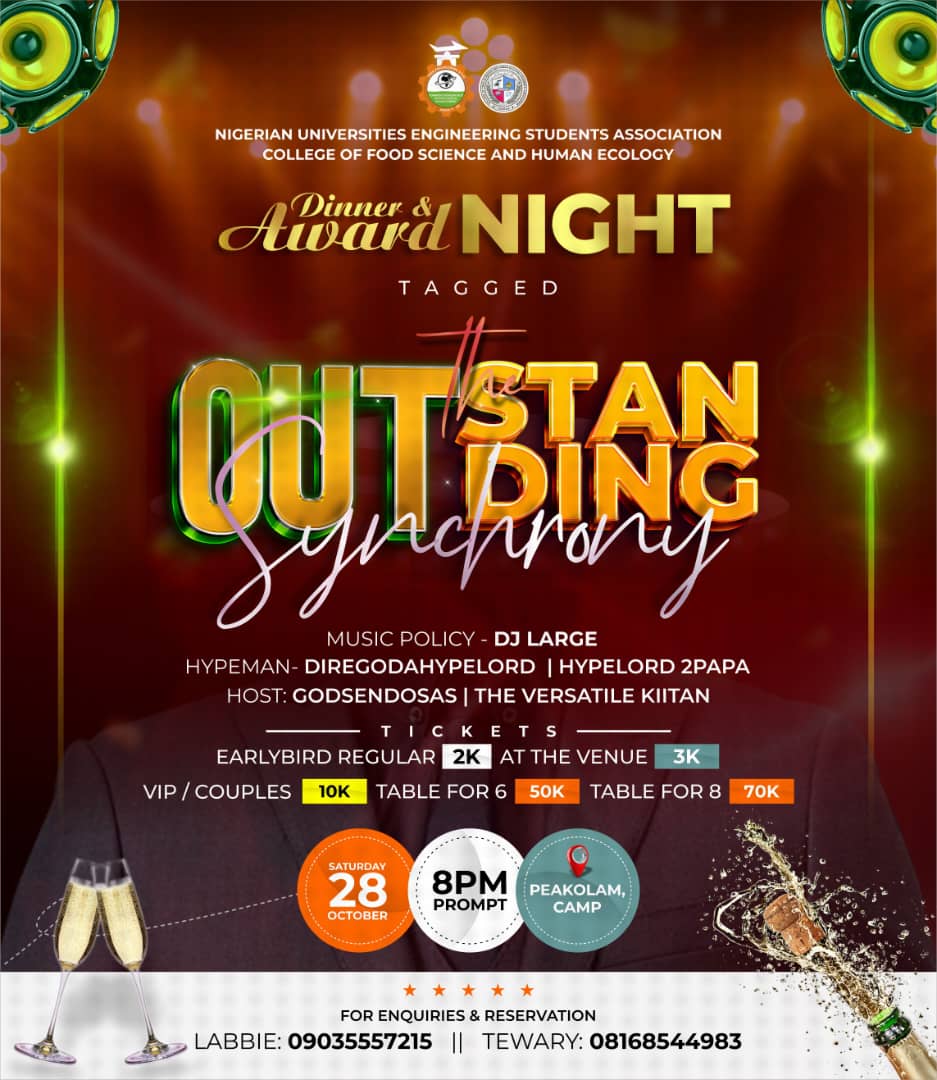 NIGERIAN UNIVERSITIES ENGINEERING STUDENTS ASSOCIATION
COLLEGE OF FOOD SCIENCE AND HUMAN ECOLOGY
Dinner &
Award NIGHT
TAGGED
The
OUTSTAN
DING
Synchrony
MUSIC POLICY - DJ LARGE
HYPEMAN- DIREGODAHYPELORD | HYPELORD 2PAPA
HOST: GODSENDOSAS | THE VERSATILE KIITAN
TICKETS
EARLYBIRD REGULAR 2K AT THE VENUE 3K
VIP / COUPLES 10K TABLE FOR 6 50K TABLE FOR 8 70K
SATURDAY
28
OCTOBER
8PM
PROMPT
PEAKOLAM,
CAMP
FOR ENQUIRIES & RESERVATION
LABBIE: 09035557215 || TEWARY: 08168544983